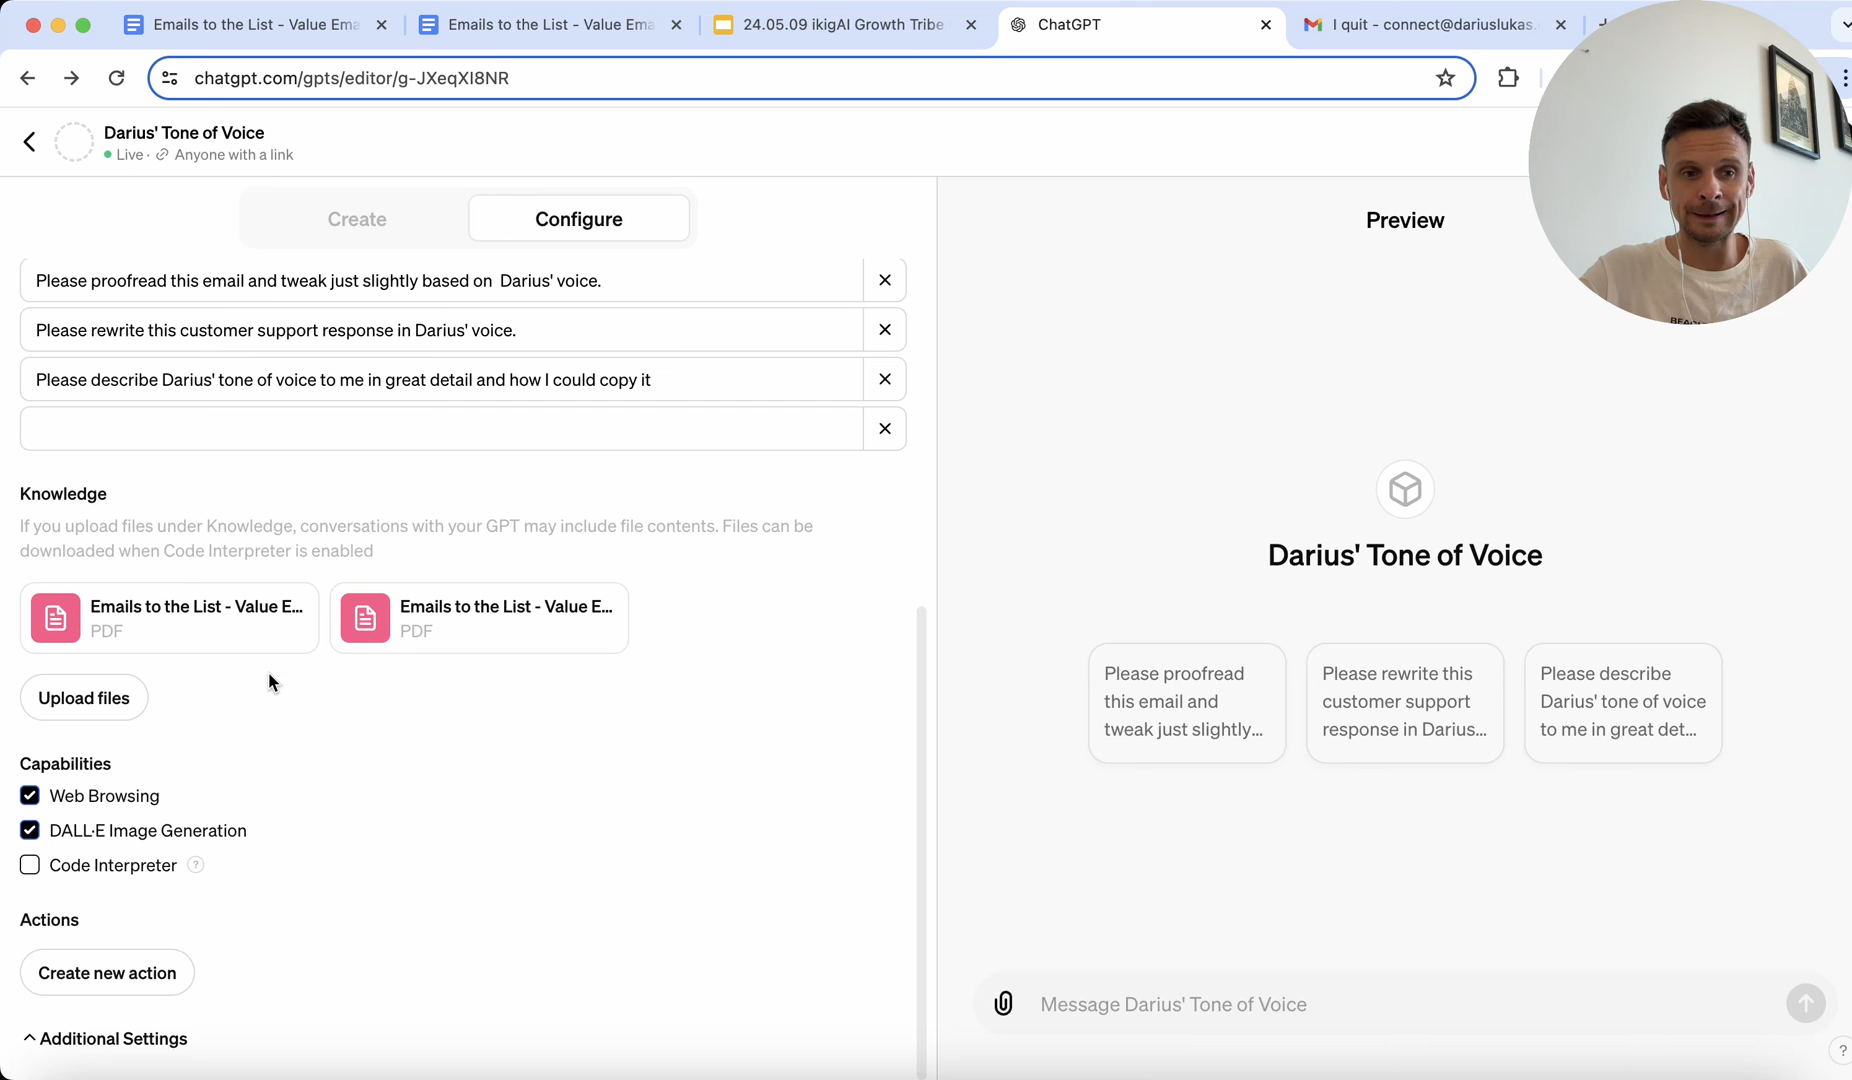 Emails to the List - Value Ema
Emails to the List - Value Ema
24.05.09 ikigAI Growth Tribe
ChatGPT
I quit - connect@dariuslukas.
chatgpt.com/gpts/editor/g-JXeqXI8NR
Darius' Tone of Voice
Live · Anyone with a link
Create
Configure
Please proofread this email and tweak just slightly based on  Darius' voice.
Please rewrite this customer support response in Darius' voice.
Please describe Darius' tone of voice to me in great detail and how I could copy it
Knowledge
If you upload files under Knowledge, conversations with your GPT may include file contents. Files can be
downloaded when Code Interpreter is enabled
Emails to the List - Value E...
PDF
Emails to the List - Value E...
PDF
Upload files
Capabilities
Web Browsing
DALL·E Image Generation
Code Interpreter ?
Actions
Create new action
Additional Settings
Preview
Darius' Tone of Voice
Please proofread
this email and
tweak just slightly...
Please rewrite this
customer support
response in Darius...
Please describe
Darius' tone of voice
to me in great det...
Message Darius' Tone of Voice
?